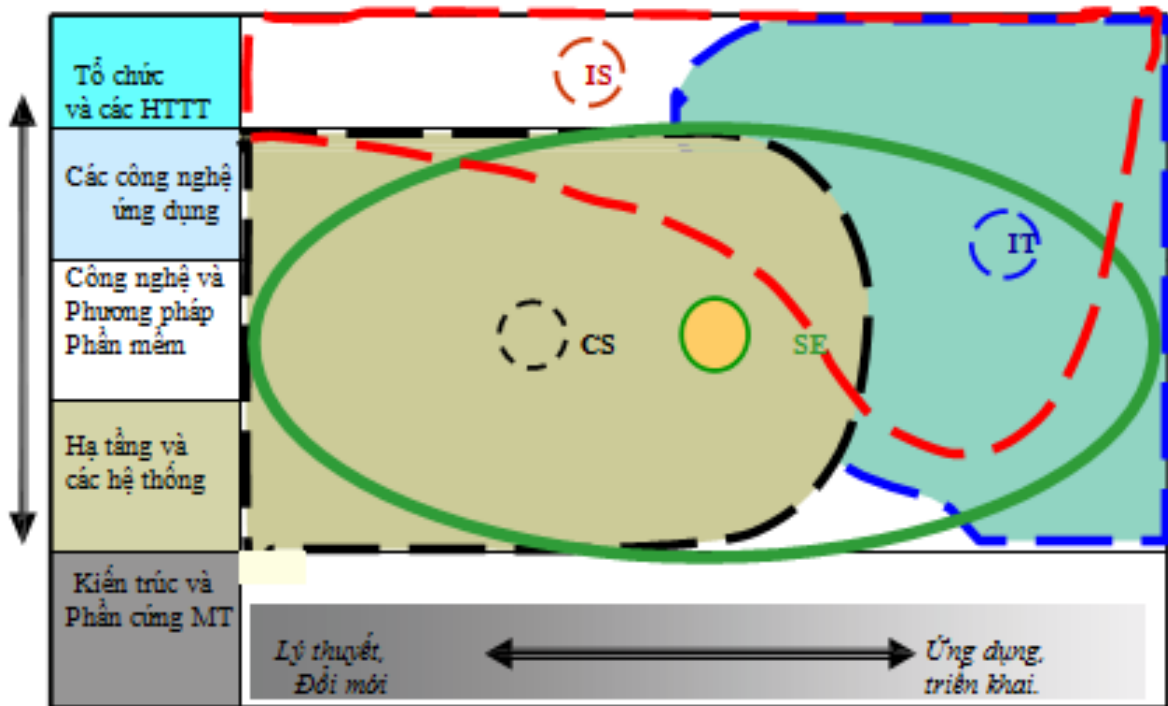 Tổ chức
và các HTTT
IS
Các công nghệ
ứng dụng
IT
Công nghệ và
Phương pháp
Phần mếm
CS
SE
Hạ tầng và
các hệ thống
Kiến trúc và
Phần cứng MT
Lý thuyết,
Đổi mới
Ứng dụng,
triển khai.